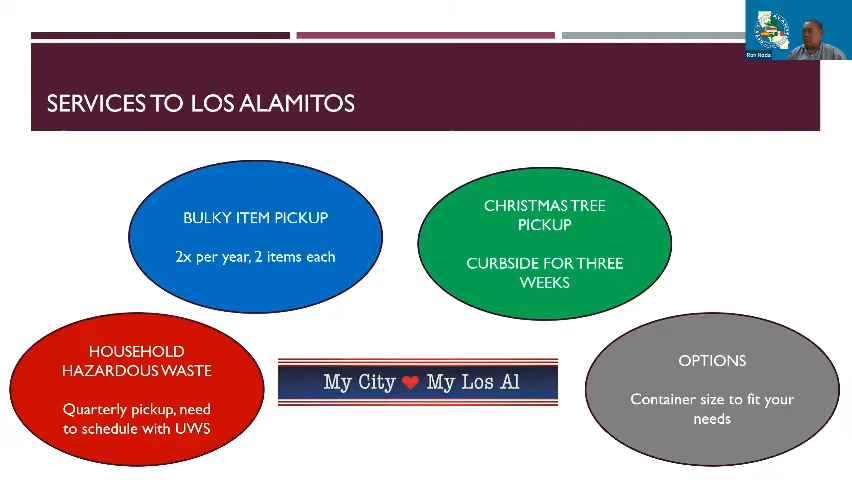 Ron Noda
SERVICES TO LOS ALAMITOS
BULKY ITEM PICKUP
2x per year, 2 items each
CHRISTMAS TREE
PICKUP
CURBSIDE FOR THREE
WEEKS
HOUSEHOLD
HAZARDOUS WASTE
Quarterly pickup, need
to schedule with UWS
My City ❤ My Los Al
OPTIONS
Container size to fit your
needs